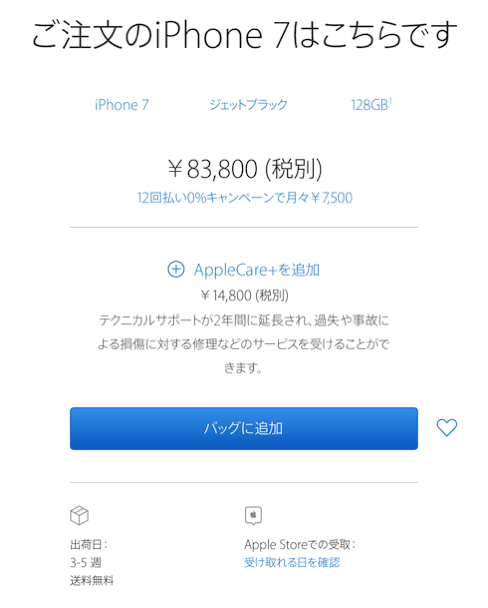 ご注文のiPhone 7はこちらです
iPhone 7 ジェットブラック 128GB¹
￥83,800 (税別)
12回払い0%キャンペーンで月々￥7,500
AppleCare+を追加
￥14,800 (税別)
テクニカルサポートが2年間に延長され、過失や事故に
よる損傷に対する修理などのサービスを受けることがで
きます。
バッグに追加
出荷日：
3-5 週
送料無料
Apple Storeでの受取：
受け取れる日を確認